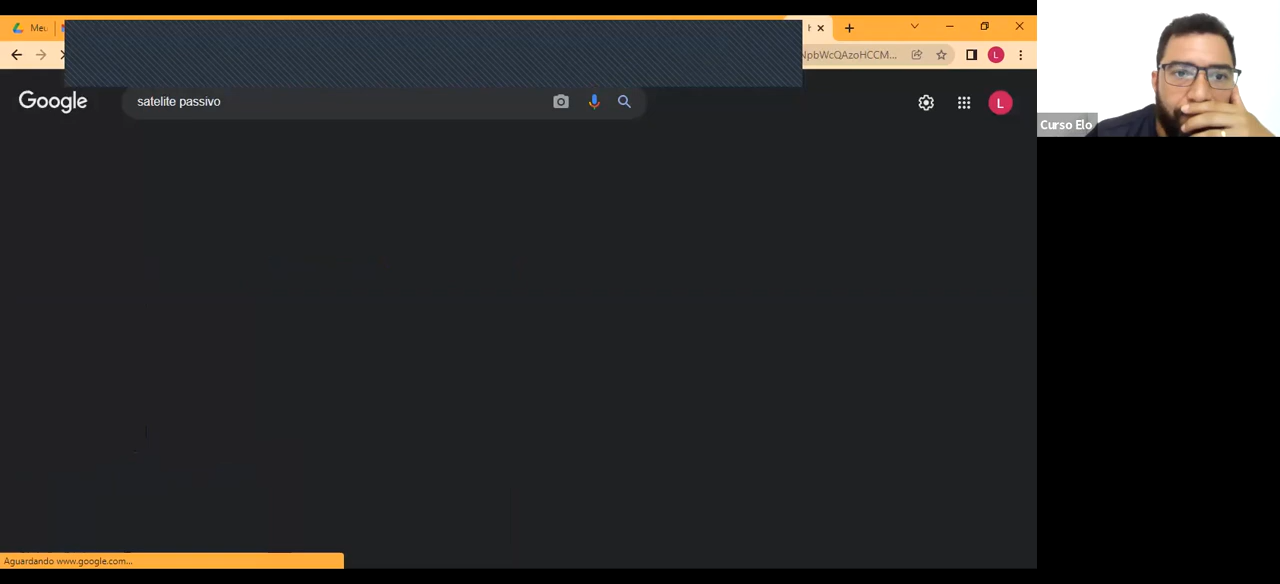 Meu
NpbWcQAzoHCCM...
L
Google
satelite passivo
L
Curso Elo
Aguardando www.google.com...